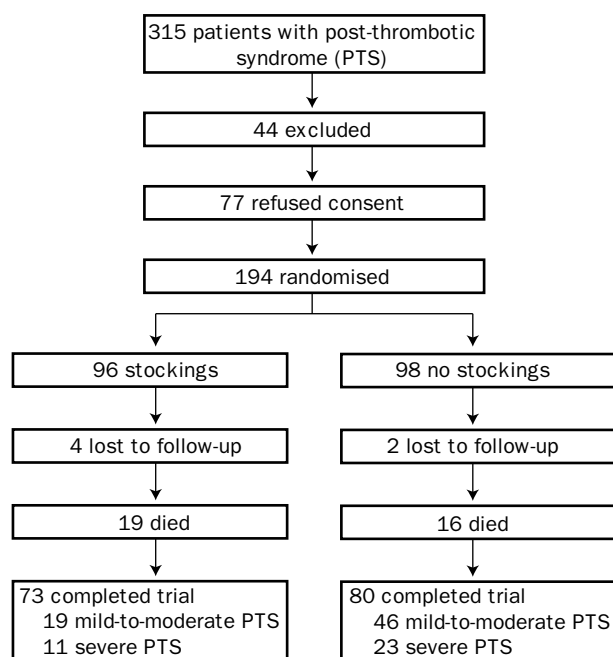 315 patients with post-thrombotic
syndrome (PTS)
44 excluded
77 refused consent
194 randomised
96 stockings
4 lost to follow-up
19 died
73 completed trial
19 mild-to-moderate PTS
11 severe PTS
98 no stockings
2 lost to follow-up
16 died
80 completed trial
46 mild-to-moderate PTS
23 severe PTS